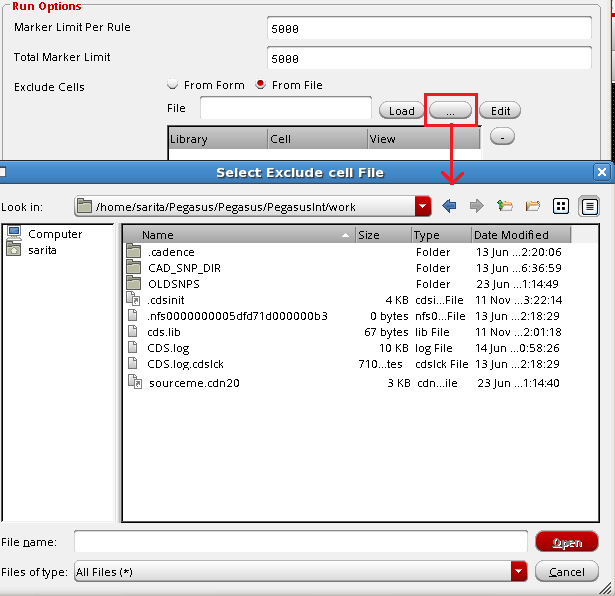 Run Options
Marker Limit Per Rule 5000
Total Marker Limit 5000
Exclude Cells From Form From File
File Load ... Edit
Library Cell View -
Select Exclude cell File
Look in: /home/sarita/Pegasus/Pegasus/PegasusInt/work
Computer
sarita
Name Size Type Date Modified
.cadence Folder 13 Jun ...2:20:06
CAD_SNP_DIR Folder 13 Jun ...6:36:59
OLDSNPS Folder 23 Jun ...1:14:49
.cdsinit 4 KB cdsi...File 11 Nov ...3:22:14
.nfs0000000005dfd71d000000b3 0 bytes nfs0...File 13 Jun ...2:18:29
cds.lib 67 bytes lib File 11 Nov ...2:01:18
CDS.log 10 KB log File 14 Jun ...0:58:26
CDS.log.cdslck 710...tes cdslck File 13 Jun ...2:18:29
sourceme.cdn20 3 KB cdn...ile 23 Jun ...1:14:40
File name: Open
Files of type: All Files (*) Cancel